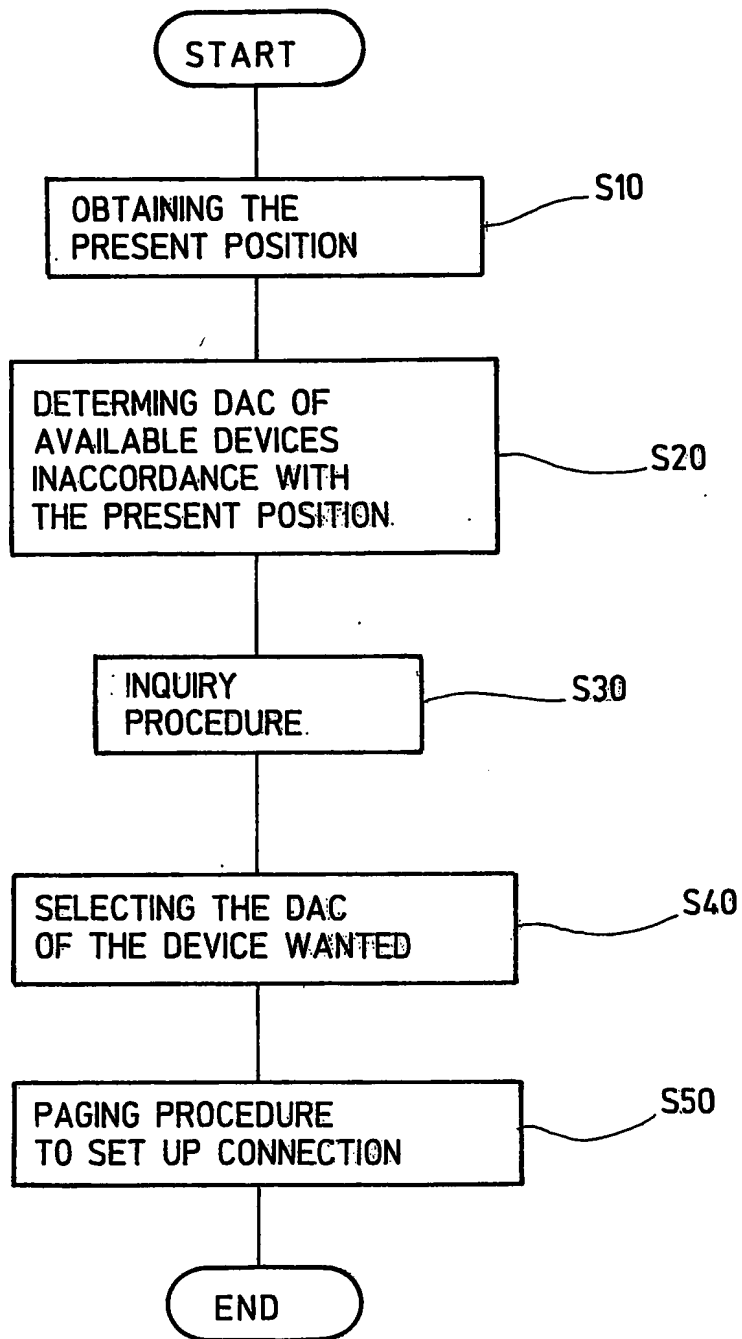 START
OBTAINING THE
PRESENT POSITION
S10
DETERMING DAC OF
AVAILABLE DEVICES
INACCORDANCE WITH
THE PRESENT POSITION.
S20
INQUIRY
PROCEDURE.
S30
SELECTING THE DAC
OF THE DEVICE WANTED
S40
PAGING PROCEDURE
TO SET UP CONNECTION
S50
END